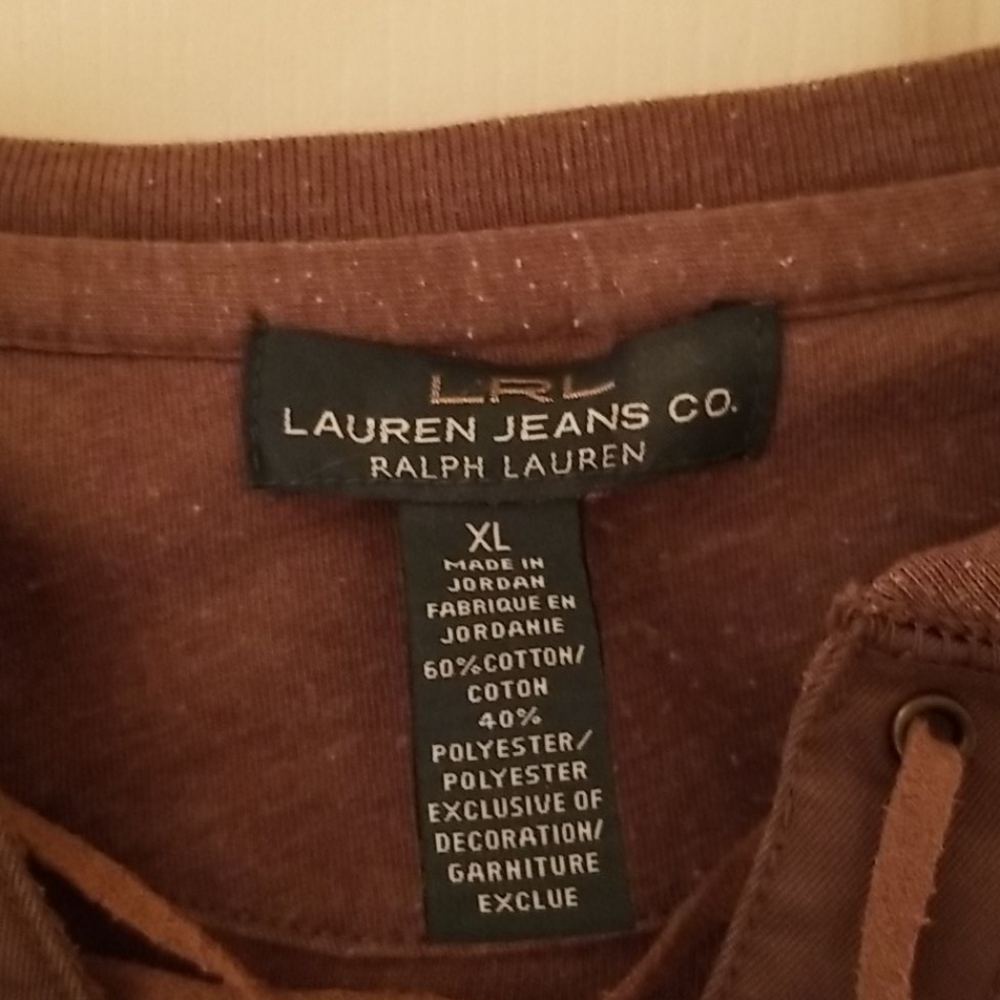 LRL
LAUREN JEANS CO.
RALPH LAUREN
XL
MADE IN
JORDAN
FABRIQUE EN
JORDANIE
60%COTTON/
COTON
40%
POLYESTER/
POLYESTER
EXCLUSIVE OF
DECORATION/
GARNITURE
EXCLUE